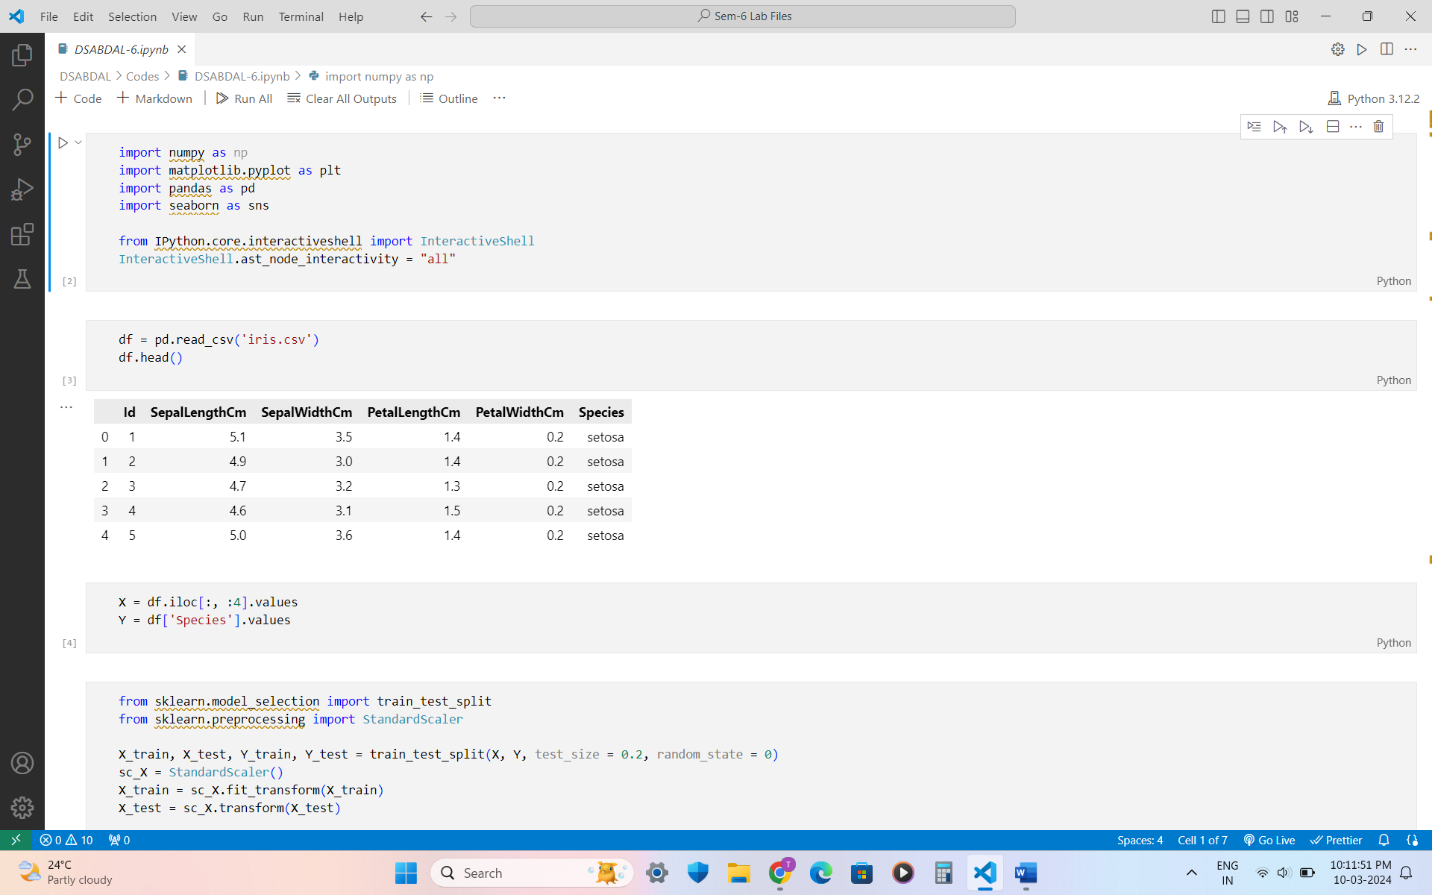 File Edit Selection View Go Run Terminal Help
Sem-6 Lab Files
DSABDAL-6.ipynb
DSABDAL > Codes > DSABDAL-6.ipynb > import numpy as np
Code Markdown Run All Clear All Outputs Outline ...
Python 3.12.2
import numpy as np
import matplotlib.pyplot as plt
import pandas as pd
import seaborn as sns
from IPython.core.interactiveshell import InteractiveShell
InteractiveShell.ast_node_interactivity = "all"
[2] Python
df = pd.read_csv('iris.csv')
df.head()
[3] Python
Id SepalLengthCm SepalWidthCm PetalLengthCm PetalWidthCm Species
0 1 5.1 3.5 1.4 0.2 setosa
1 2 4.9 3.0 1.4 0.2 setosa
2 3 4.7 3.2 1.3 0.2 setosa
3 4 4.6 3.1 1.5 0.2 setosa
4 5 5.0 3.6 1.4 0.2 setosa
X = df.iloc[:, :4].values
Y = df['Species'].values
[4] Python
from sklearn.model_selection import train_test_split
from sklearn.preprocessing import StandardScaler
X_train, X_test, Y_train, Y_test = train_test_split(X, Y, test_size = 0.2, random_state = 0)
sc_X = StandardScaler()
X_train = sc_X.fit_transform(X_train)
X_test = sc_X.transform(X_test)
0 10 0 Spaces: 4 Cell 1 of 7 Go Live Prettier
24°C
Partly cloudy
Search
T
W
ENG
IN
10:11:51 PM
10-03-2024